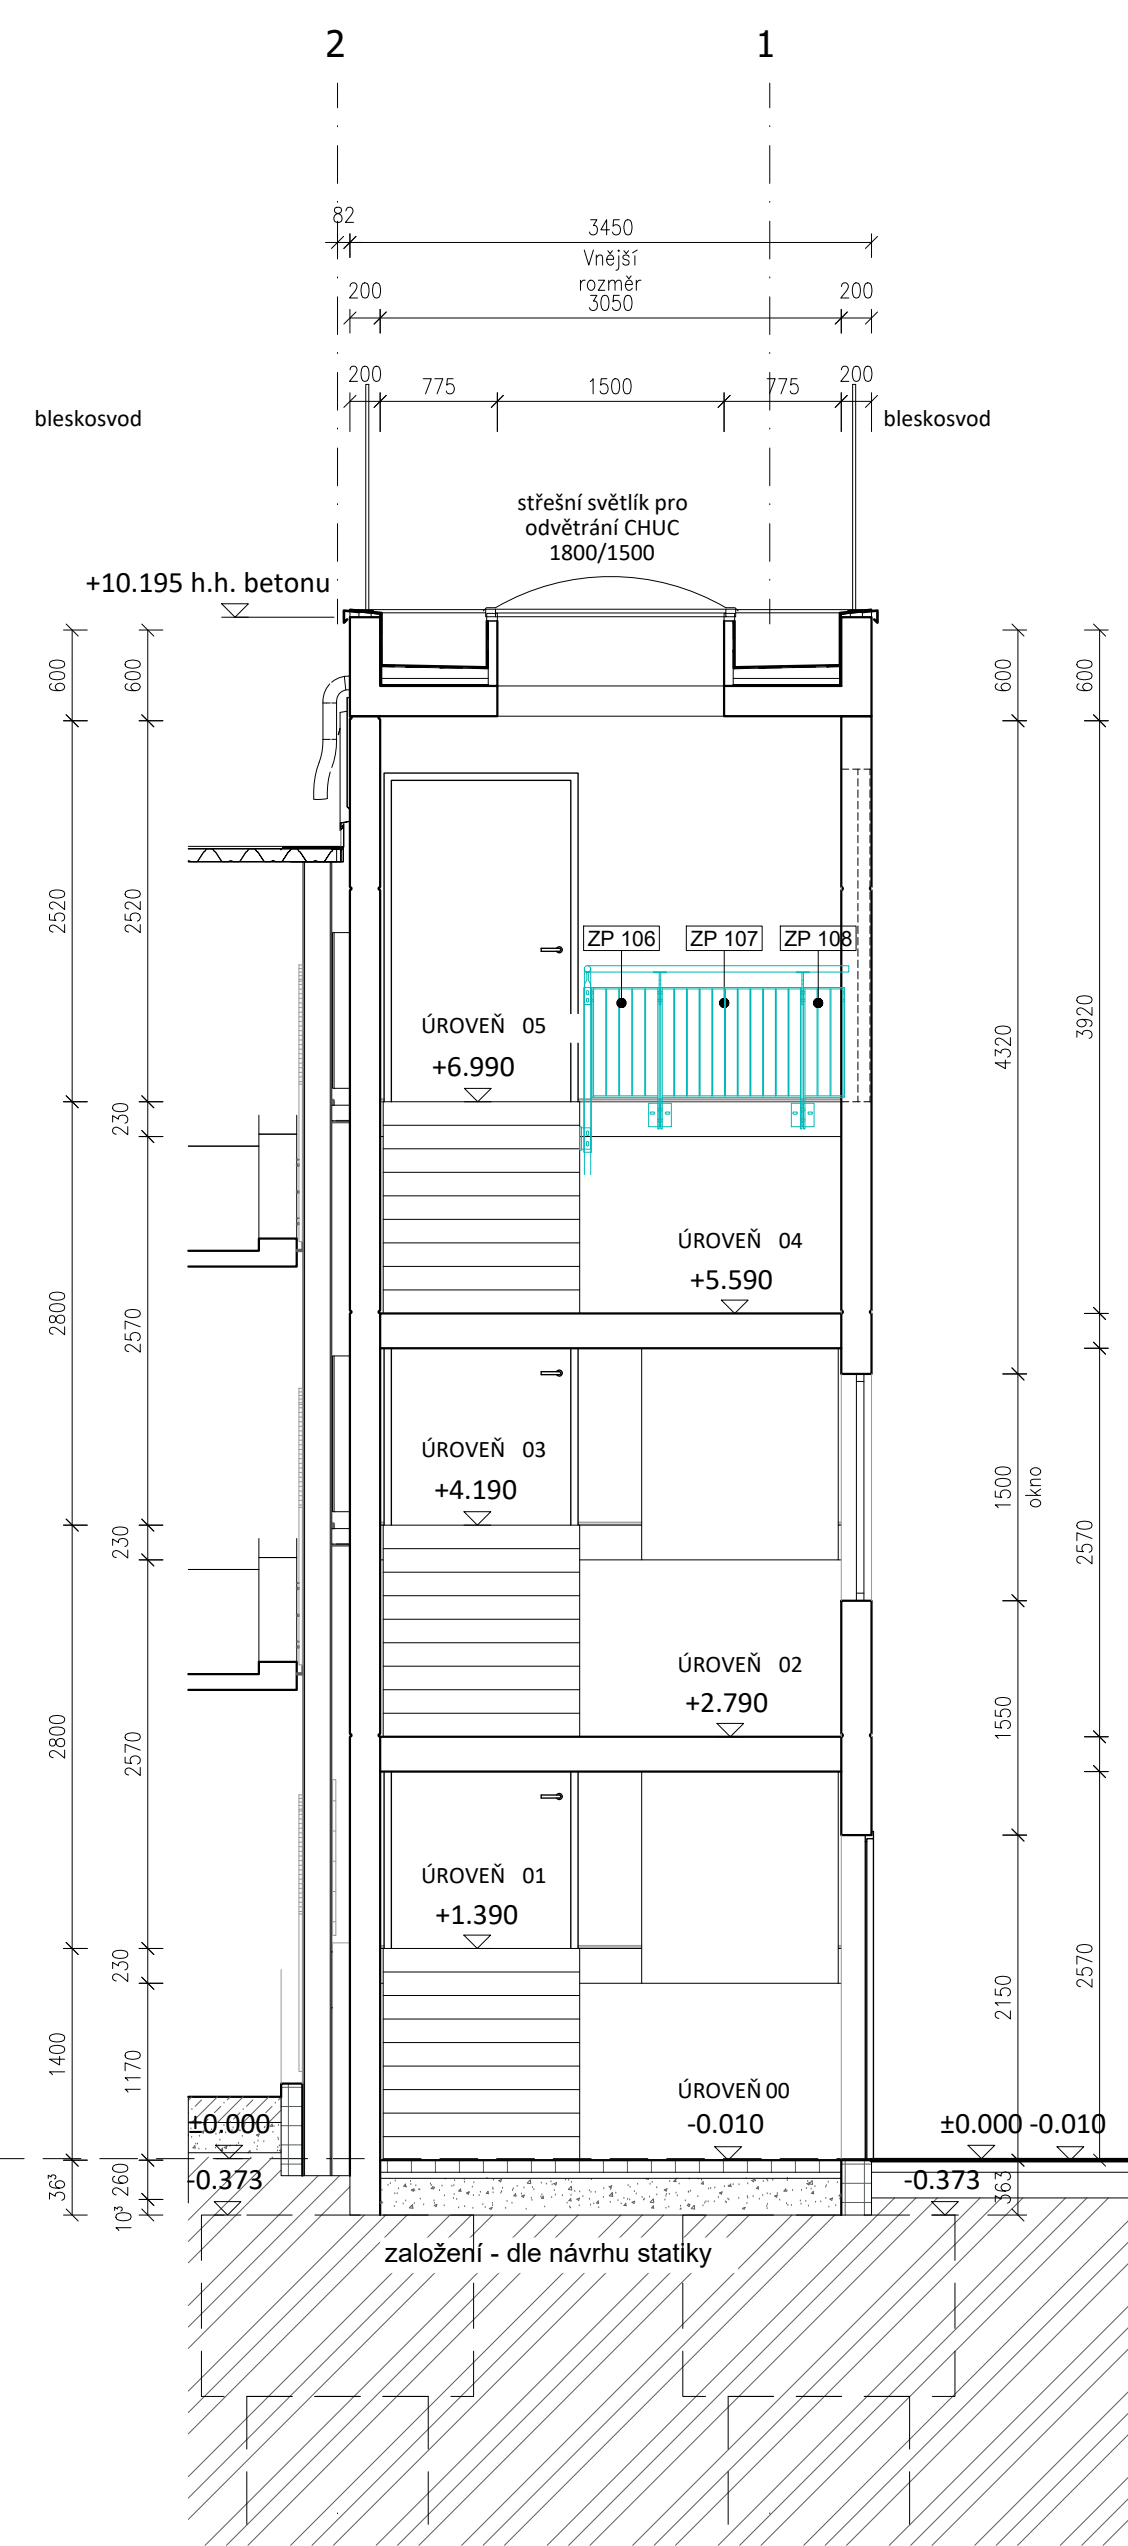 2
1
82
3450
Vnější
rozměr
200
3050
200
200
775
1500
775
200
bleskosvod
bleskosvod
střešní světlík pro
odvětrání CHUC
1800/1500
+10.195 h.h. betonu
600
600
600
600
2520
2520
4320
3920
ZP 106
ZP 107
ZP 108
ÚROVEŇ 05
+6.990
230
ÚROVEŇ 04
+5.590
2800
2570
ÚROVEŇ 03
+4.190
1500
okno
2570
230
ÚROVEŇ 02
+2.790
2800
2570
1550
ÚROVEŇ 01
+1.390
230
2570
2150
1400
1170
ÚROVEŇ 00
-0.010
±0.000
±0.000 -0.010
36³
260
-0.373
-0.373
363
10³
založení - dle návrhu statiky